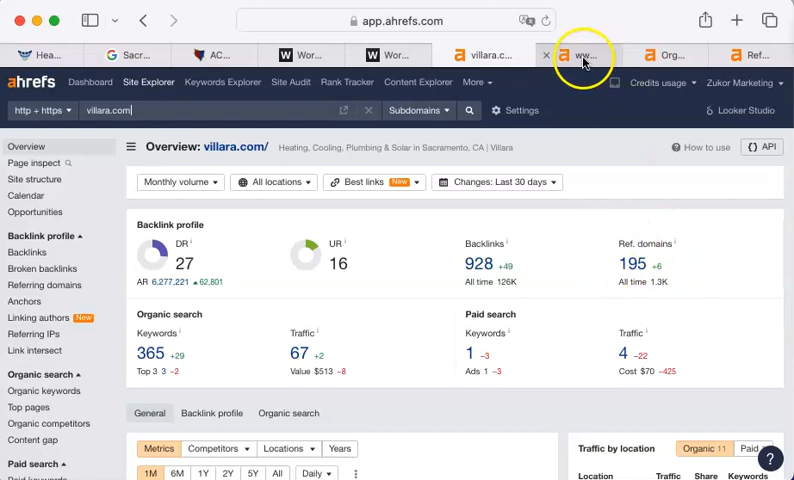 app.ahrefs.com
Hea...
Sacr...
AC...
Wor...
Wor...
villara.c...
ww...
Org...
Ref...
ahrefs
Dashboard
Site Explorer
Keywords Explorer
Site Audit
Rank Tracker
Content Explorer
More
Credits usage
Zukor Marketing
http + https
villara.com
Subdomains
Settings
Looker Studio
Overview
Page inspect
Site structure
Calendar
Opportunities
Backlink profile
Backlinks
Broken backlinks
Referring domains
Anchors
Linking authors New
Referring IPs
Link intersect
Organic search
Organic keywords
Top pages
Organic competitors
Content gap
Paid search
Overview: villara.com/
Heating, Cooling, Plumbing & Solar in Sacramento, CA | Villara
How to use
{} API
Monthly volume
All locations
Best links New
Changes: Last 30 days
Backlink profile
DR
27
AR 6,277,221 ▲62,801
UR
16
Backlinks
928 +49
All time 126K
Ref. domains
195 +6
All time 1.3K
Organic search
Keywords
365 +29
Top 3 3 −2
Traffic
67 +2
Value $513 −8
Paid search
Keywords
1 −3
Ads 1 −3
Traffic
4 −22
Cost $70 −425
General
Backlink profile
Organic search
Metrics
Competitors
Locations
Years
1M
6M
1Y
2Y
5Y
All
Daily
Traffic by location
Organic 11
Paid
Location
Traffic
Share
Keywords
?